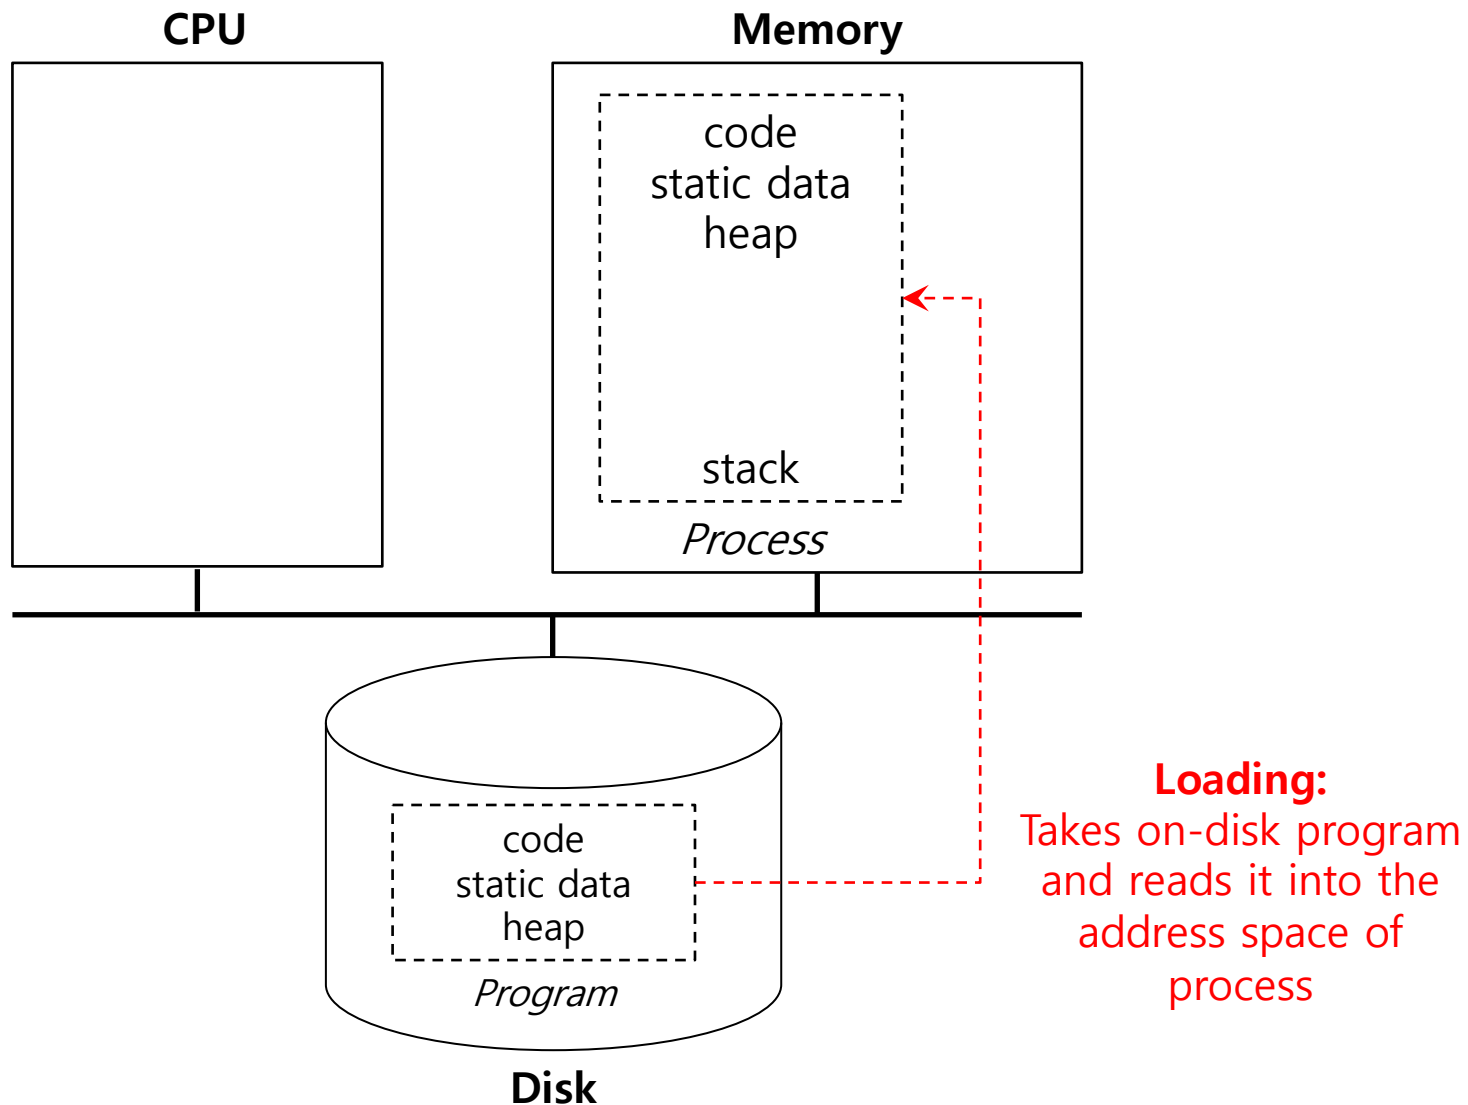 CPU
Memory
code
static data
heap
stack
Process
code
static data
heap
Program
Disk
Loading:
Takes on-disk program
and reads it into the
address space of
process